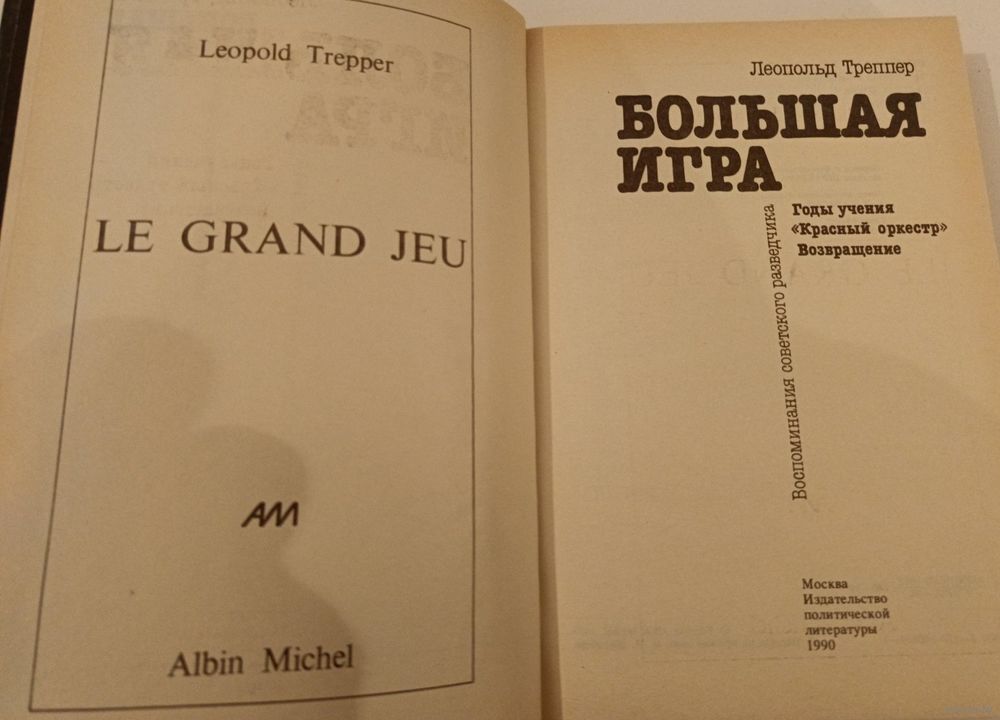 Leopold Trepper
LE GRAND JEU
AM
Albin Michel
Леопольд Треппер
БОЛЬШАЯ
ИГРА
Годы учения
«Красный оркестр»
Возвращение
Воспоминания советского разведчика
Москва
Издательство
политической
литературы
1990